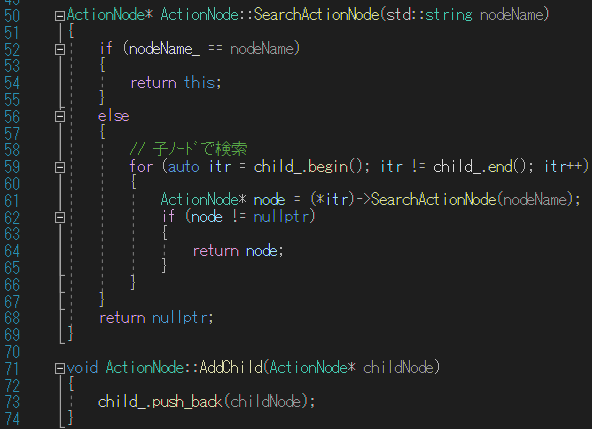 50 ActionNode* ActionNode::SearchActionNode(std::string nodeName)
51 {
52     if (nodeName_ == nodeName)
53     {
54         return this;
55     }
56     else
57     {
58         // 子ﾉｰﾄﾞで検索
59         for (auto itr = child_.begin(); itr != child_.end(); itr++)
60         {
61             ActionNode* node = (*itr)->SearchActionNode(nodeName);
62             if (node != nullptr)
63             {
64                 return node;
65             }
66         }
67     }
68     return nullptr;
69 }
70
71 void ActionNode::AddChild(ActionNode* childNode)
72 {
73     child_.push_back(childNode);
74 }